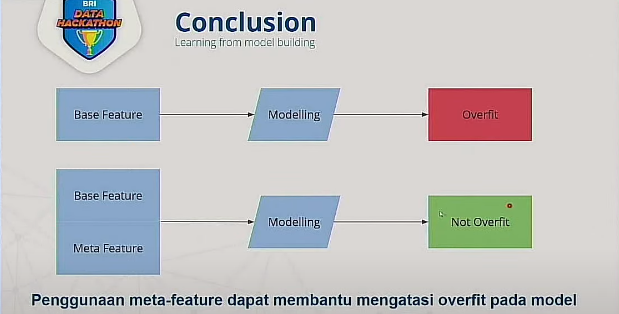 BRI
DATA
HACKATHON
Conclusion
Learning from model building
Base Feature
Modelling
Overfit
Base Feature
Meta Feature
Modelling
Not Overfit
Penggunaan meta-feature dapat membantu mengatasi overfit pada model